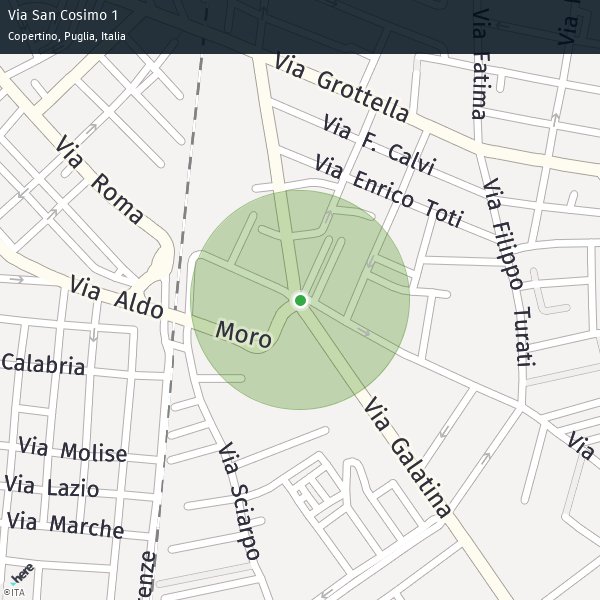 Via San Cosimo 1
Copertino, Puglia, Italia
Via Grottella
Via Fatima
Via F. Calvi
Via Enrico Toti
Via Roma
Via Filippo Turati
Via Aldo Moro
Calabria
Via Galatina
Via
Via Molise
Via Sciarpo
Via Lazio
Via Marche
here
©ITA